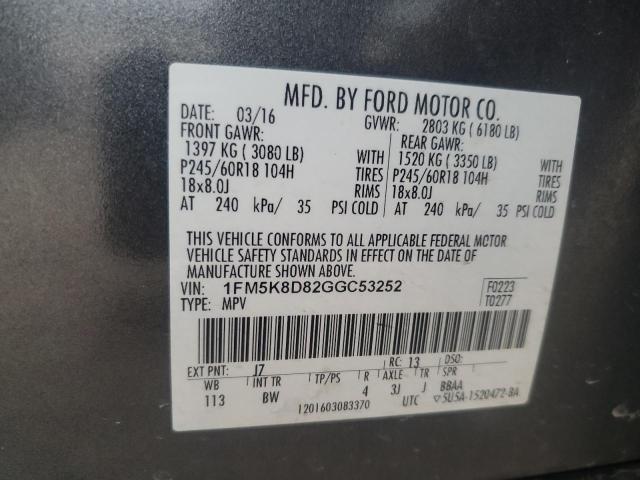 MFD. BY FORD MOTOR CO.
DATE: 03/16 GVWR: 2803 KG ( 6180 LB)
FRONT GAWR: REAR GAWR:
1397 KG ( 3080 LB) WITH 1520 KG ( 3350 LB) WITH
P245/60R18 104H TIRES P245/60R18 104H TIRES
18x8.0J RIMS 18x8.0J RIMS
AT 240 kPa/ 35 PSI COLD AT 240 kPa/ 35 PSI COLD
THIS VEHICLE CONFORMS TO ALL APPLICABLE FEDERAL MOTOR
VEHICLE SAFETY STANDARDS IN EFFECT ON THE DATE OF
MANUFACTURE SHOWN ABOVE.
VIN: 1FM5K8D82GGC53252 F0223
TYPE: MPV T0277
EXT PNT: J7 RC: 13 DSO:
WB INT TR TP/PS R AXLE TR SPR
113 BW 4 3J J BBAA
1201603083370 UTC ▽5U5A-1520472-BA